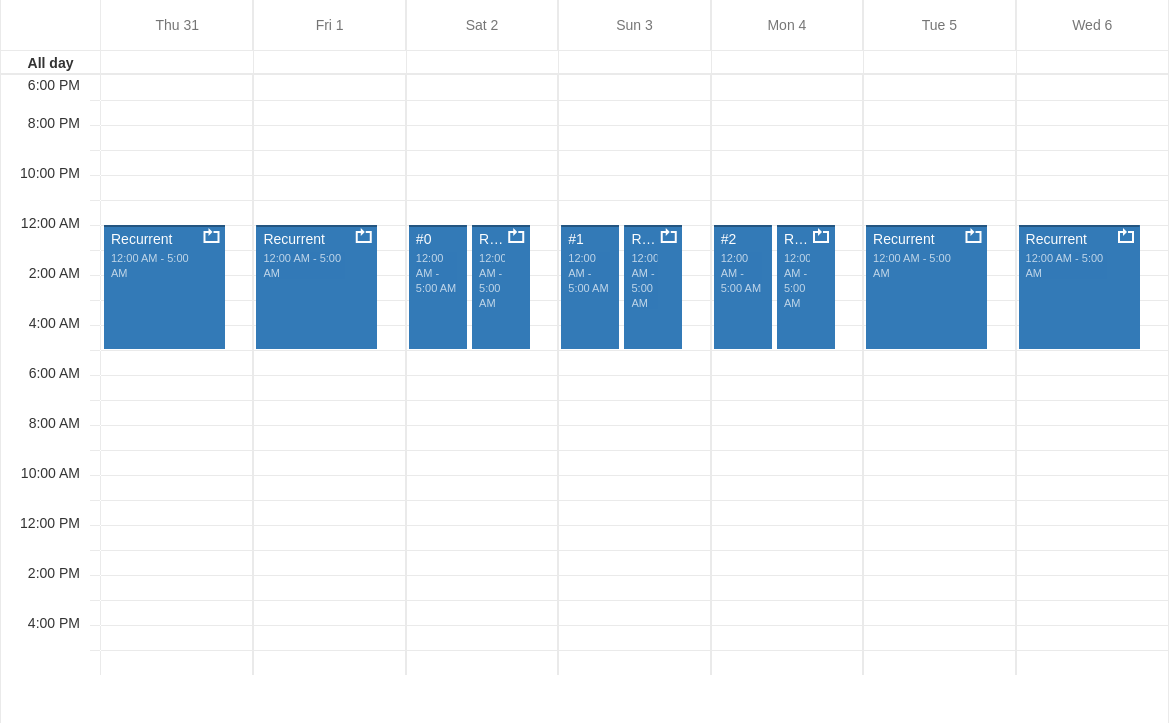 Thu 31
Fri 1
Sat 2
Sun 3
Mon 4
Tue 5
Wed 6
All day
6:00 PM
8:00 PM
10:00 PM
12:00 AM
2:00 AM
4:00 AM
6:00 AM
8:00 AM
10:00 AM
12:00 PM
2:00 PM
4:00 PM
Recurrent
12:00 AM - 5:00
AM
Recurrent
12:00 AM - 5:00
AM
#0
12:00
AM -
5:00 AM
R...
12:00
AM -
5:00
AM
#1
12:00
AM -
5:00 AM
R...
12:00
AM -
5:00
AM
#2
12:00
AM -
5:00 AM
R...
12:00
AM -
5:00
AM
Recurrent
12:00 AM - 5:00
AM
Recurrent
12:00 AM - 5:00
AM